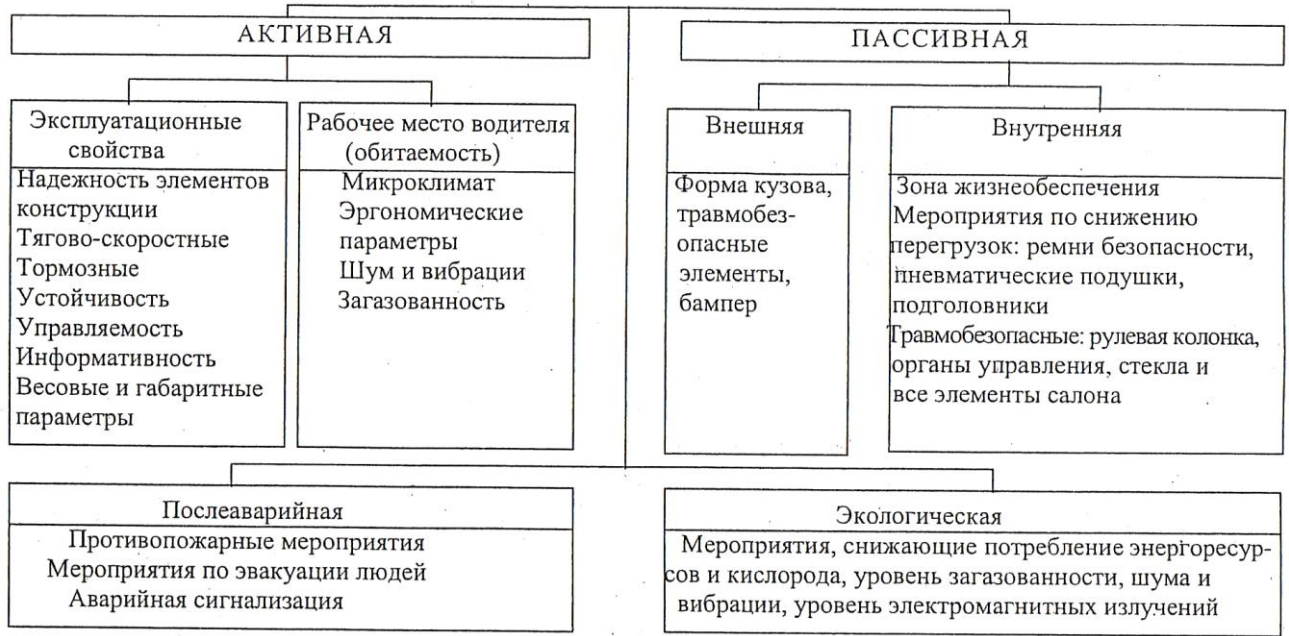 АКТИВНАЯ
ПАССИВНАЯ
Эксплуатационные
свойства
Надежность элементов
конструкции
Тягово-скоростные
Тормозные
Устойчивость
Управляемость
Информативность
Весовые и габаритные
параметры
Рабочее место водителя
(обитаемость)
Микроклимат
Эргономические
параметры
Шум и вибрации
Загазованность
Внешняя
Форма кузова,
травмобез-
опасные
элементы,
бампер
Внутренняя
Зона жизнеобеспечения
Мероприятия по снижению
перегрузок: ремни безопасности,
пневматические подушки,
подголовники
Травмобезопасные: рулевая колонка,
органы управления, стекла и
все элементы салона
Послеаварийная
Противопожарные мероприятия
Мероприятия по эвакуации людей
Аварийная сигнализация
Экологическая
Мероприятия, снижающие потребление энергоресур-
сов и кислорода, уровень загазованности, шума и
вибрации, уровень электромагнитных излучений